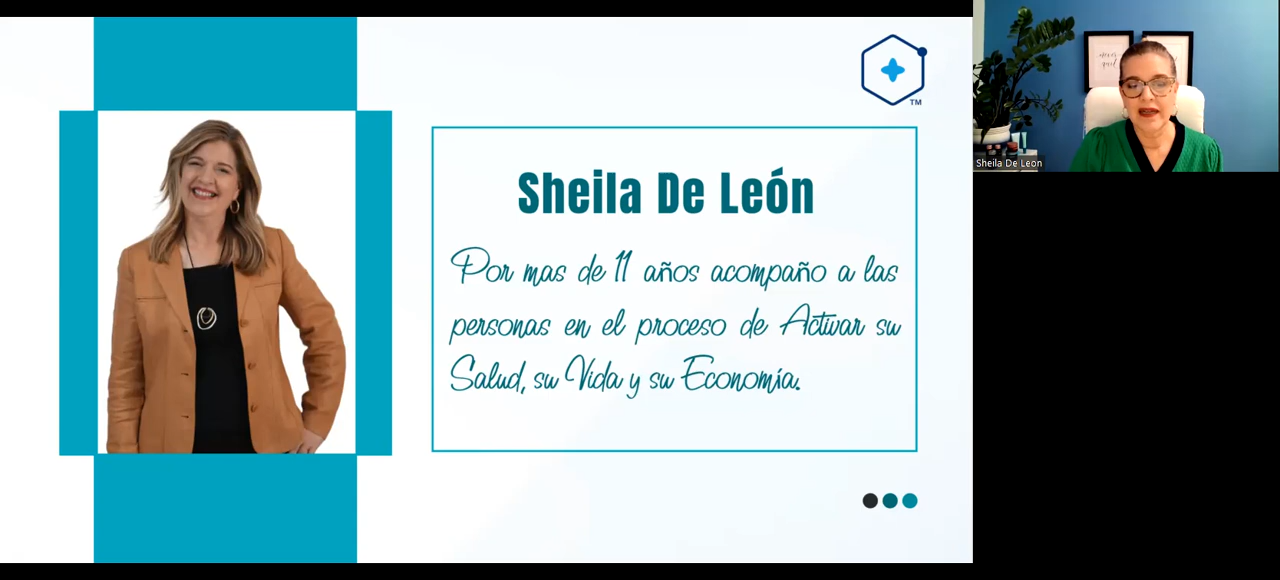 Sheila De León
Por mas de 11 años acompaño a las
personas en el proceso de Activar su
Salud, su Vida y su Economía.
TM
Sheila De Leon